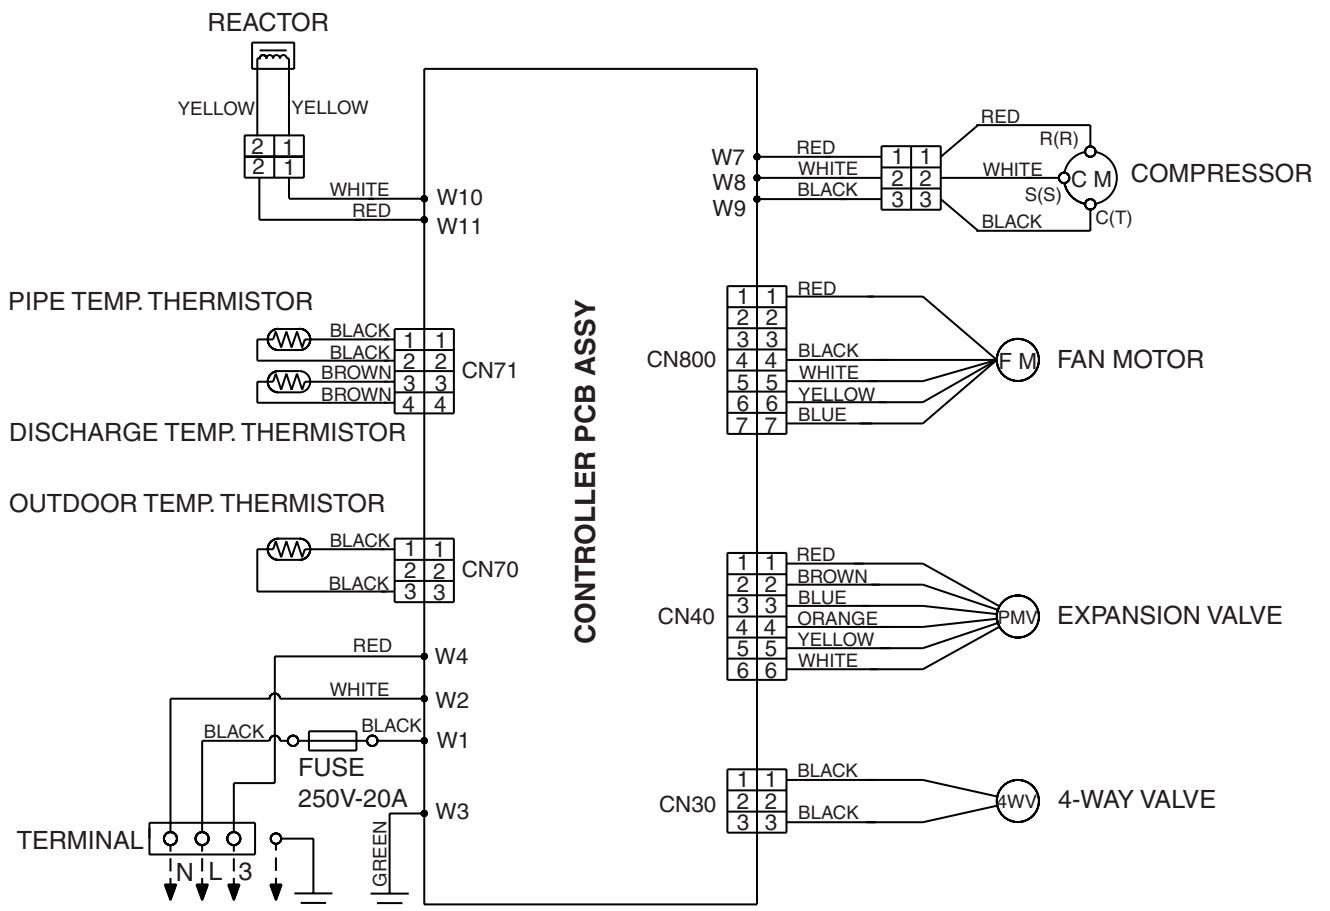 REACTOR
YELLOW YELLOW
2 1
2 1
WHITE W10
RED W11
PIPE TEMP. THERMISTOR
BLACK 1 1
BLACK 2 2
BROWN 3 3
BROWN 4 4
CN71
DISCHARGE TEMP. THERMISTOR
OUTDOOR TEMP. THERMISTOR
BLACK 1 1
2 2
BLACK 3 3
CN70
RED W4
WHITE W2
BLACK BLACK W1
FUSE
250V-20A
W3
GREEN
TERMINAL
N L 3
CONTROLLER PCB ASSY
W7 RED 1 1 RED R(R)
W8 WHITE 2 2 WHITE S(S)
W9 BLACK 3 3 BLACK C(T)
C M COMPRESSOR
CN800
1 1 RED
2 2
3 3
4 4 BLACK
5 5 WHITE
6 6 YELLOW
7 7 BLUE
F M FAN MOTOR
CN40
1 1 RED
2 2 BROWN
3 3 BLUE
4 4 ORANGE
5 5 YELLOW
6 6 WHITE
PMV EXPANSION VALVE
CN30
1 1 BLACK
2 2
3 3 BLACK
4WV 4-WAY VALVE